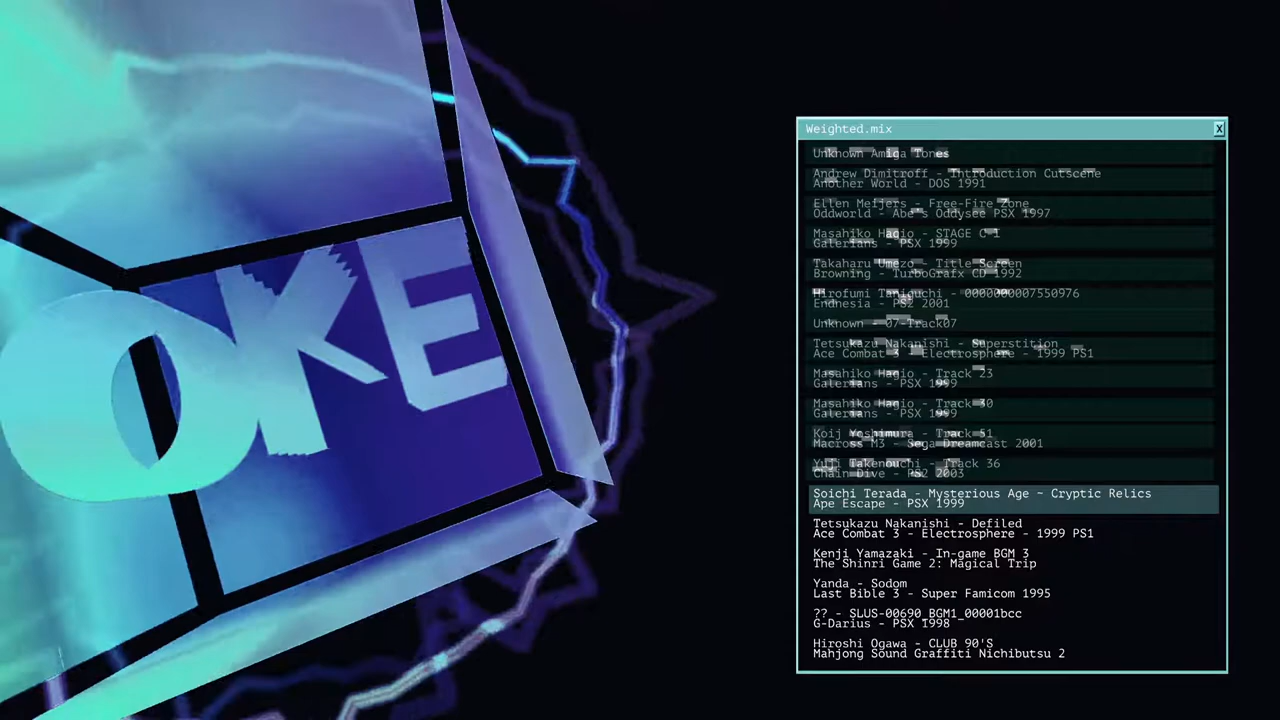 OKE
Weighted.mix
X
Unknown Amiga Tones
Andrew Dimitroff - Introduction Cutscene
Another World - DOS 1991
Ellen Meijers - Free-Fire Zone
Oddworld - Abe's Oddysee PSX 1997
Masahiko Hagio - STAGE C-1
Galerians - PSX 1999
Takaharu Umezo - Title Screen
Browning - TurboGrafx CD 1992
Hirofumi Taniguchi - 0000000007550976
Endnesia - PS2 2001
Unknown - 07-Track07
Tetsukazu Nakanishi - Superstition
Ace Combat 3 - Electrosphere - 1999 PS1
Masahiko Hagio - Track 23
Galerians - PSX 1999
Masahiko Hagio - Track 30
Galerians - PSX 1999
Koij Yoshimura - Track 51
Macross M3 - Sega Dreamcast 2001
Yuji Takenouchi - Track 36
Chain Dive - PS2 2003
Soichi Terada - Mysterious Age ~ Cryptic Relics
Ape Escape - PSX 1999
Tetsukazu Nakanishi - Defiled
Ace Combat 3 - Electrosphere - 1999 PS1
Kenji Yamazaki - In-game BGM 3
The Shinri Game 2: Magical Trip
Yanda - Sodom
Last Bible 3 - Super Famicom 1995
?? - SLUS-00690_BGM1_00001bcc
G-Darius - PSX 1998
Hiroshi Ogawa - CLUB 90'S
Mahjong Sound Graffiti Nichibutsu 2